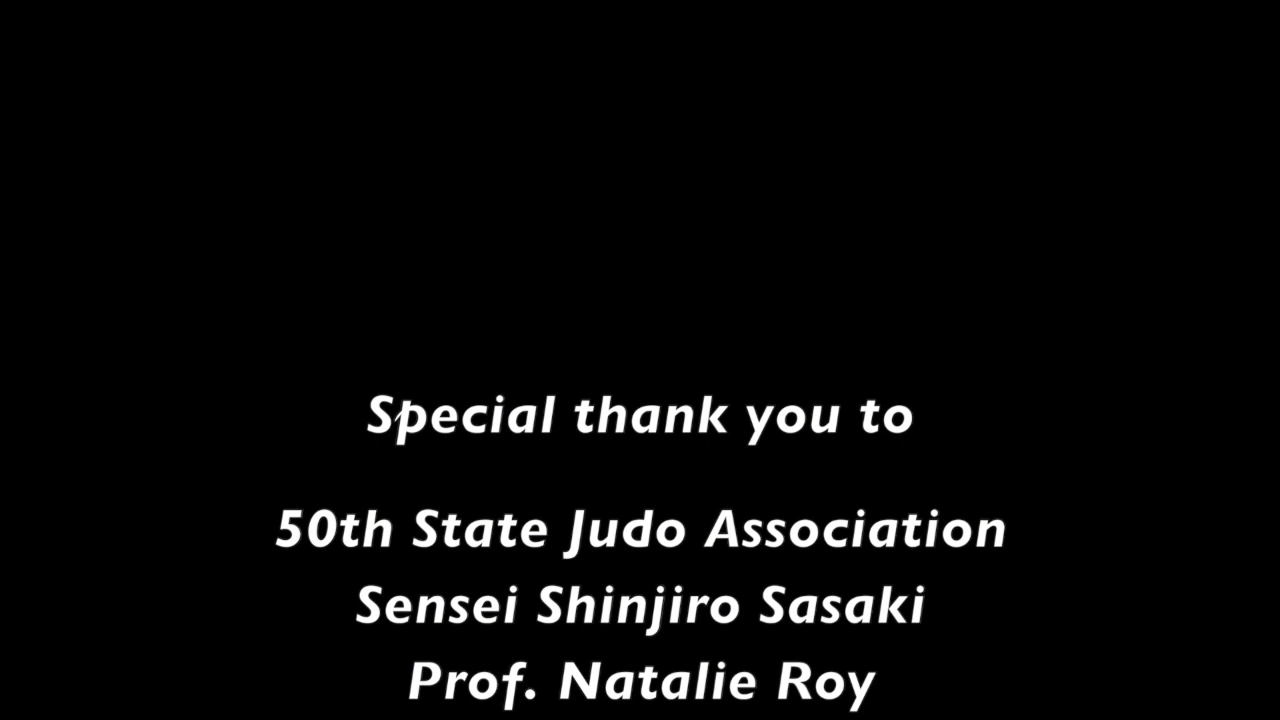 Special thank you to
50th State Judo Association
Sensei Shinjiro Sasaki
Prof. Natalie Roy